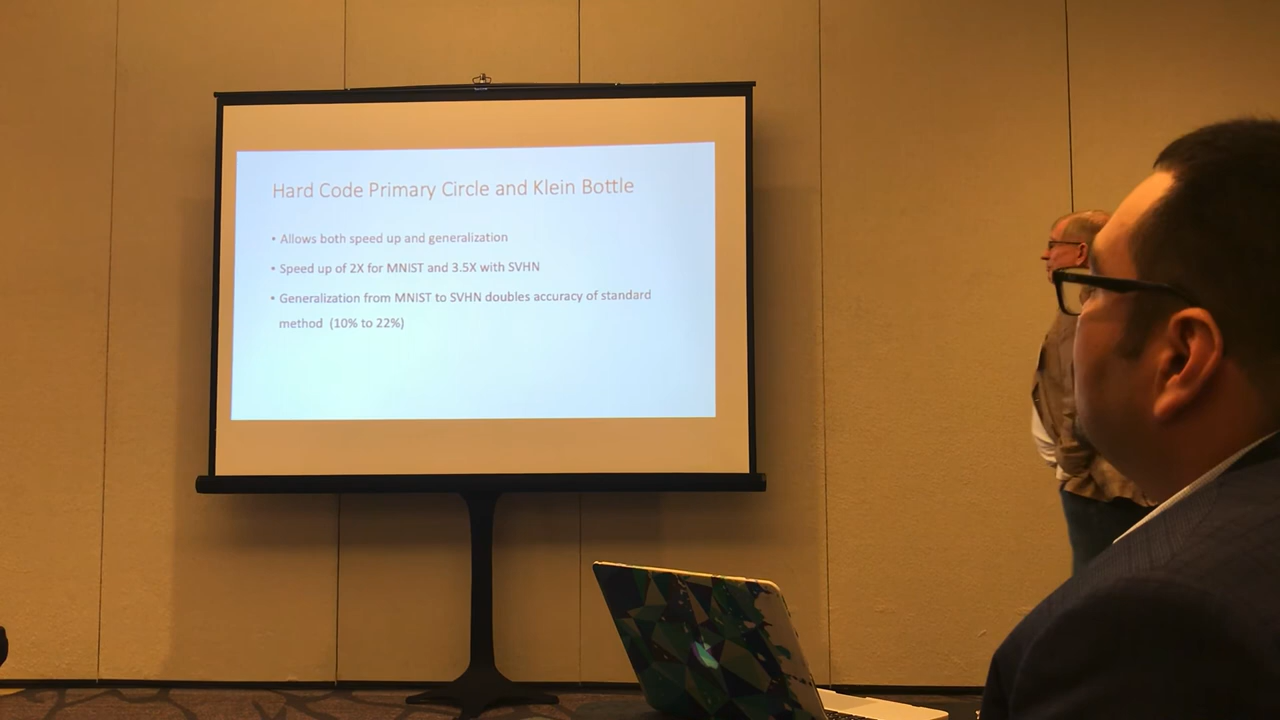 Hard Code Primary Circle and Klein Bottle
• Allows both speed up and generalization
• Speed up of 2X for MNIST and 3.5X with SVHN
• Generalization from MNIST to SVHN doubles accuracy of standard
method (10% to 22%)